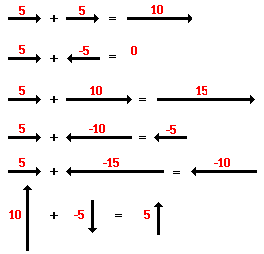 5 + 5 = 10
5 + -5 = 0
5 + 10 = 15
5 + -10 = -5
5 + -15 = -10
10 + -5 = 5